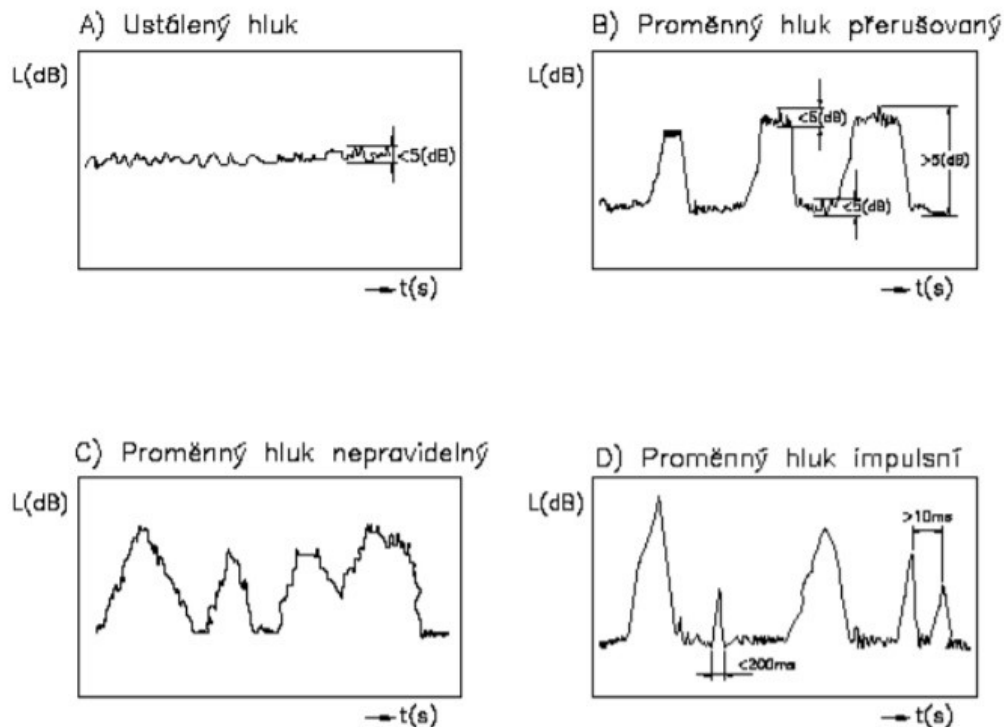 A) Ustálený hluk
L(dB)
<5(dB)
t(s)
B) Proměnný hluk přerušovaný
L(dB)
<5(dB)
>5(dB)
<5(dB)
t(s)
C) Proměnný hluk nepravidelný
L(dB)
t(s)
D) Proměnný hluk impulsní
L(dB)
>10ms
<200ms
t(s)